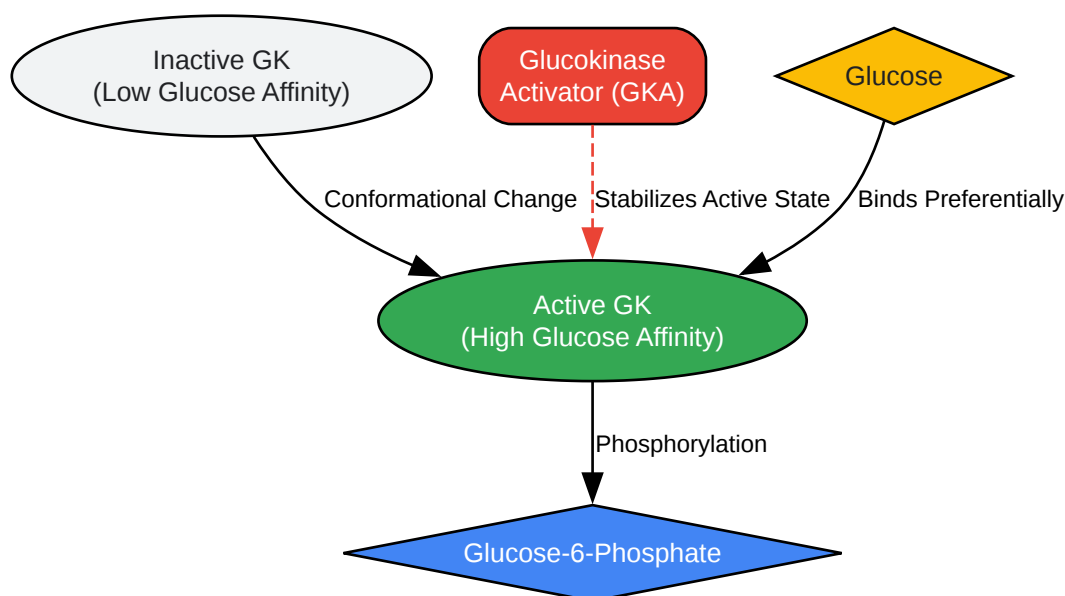 Inactive GK
(Low Glucose Affinity)
Glucokinase
Activator (GKA)
Glucose
Conformational Change
Stabilizes Active State
Binds Preferentially
Active GK
(High Glucose Affinity)
Phosphorylation
Glucose-6-Phosphate